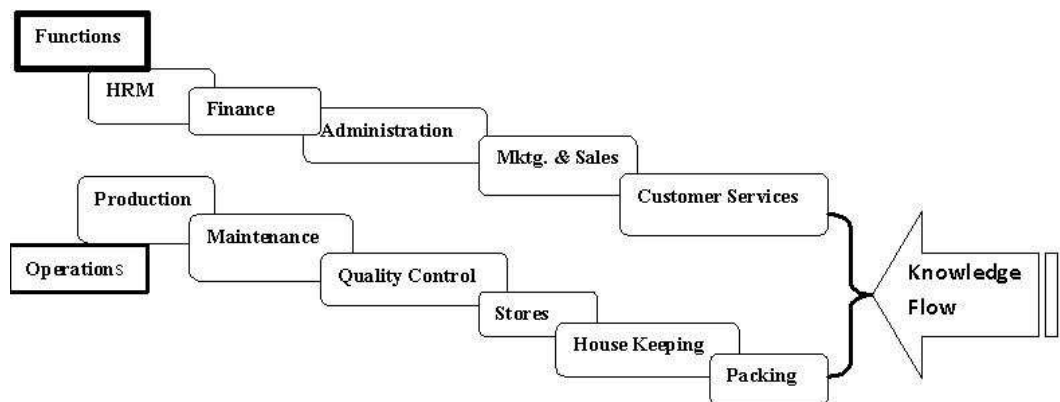 Functions
HRM
Finance
Administration
Mktg. & Sales
Customer Services
Production
Maintenance
Operations
Quality Control
Stores
House Keeping
Packing
Knowledge
Flow